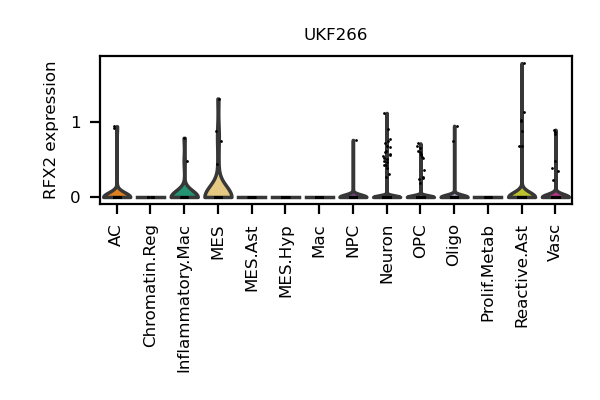 UKF266
RFX2 expression
1
0
AC
Chromatin.Reg
Inflammatory.Mac
MES
MES.Ast
MES.Hyp
Mac
NPC
Neuron
OPC
Oligo
Prolif.Metab
Reactive.Ast
Vasc